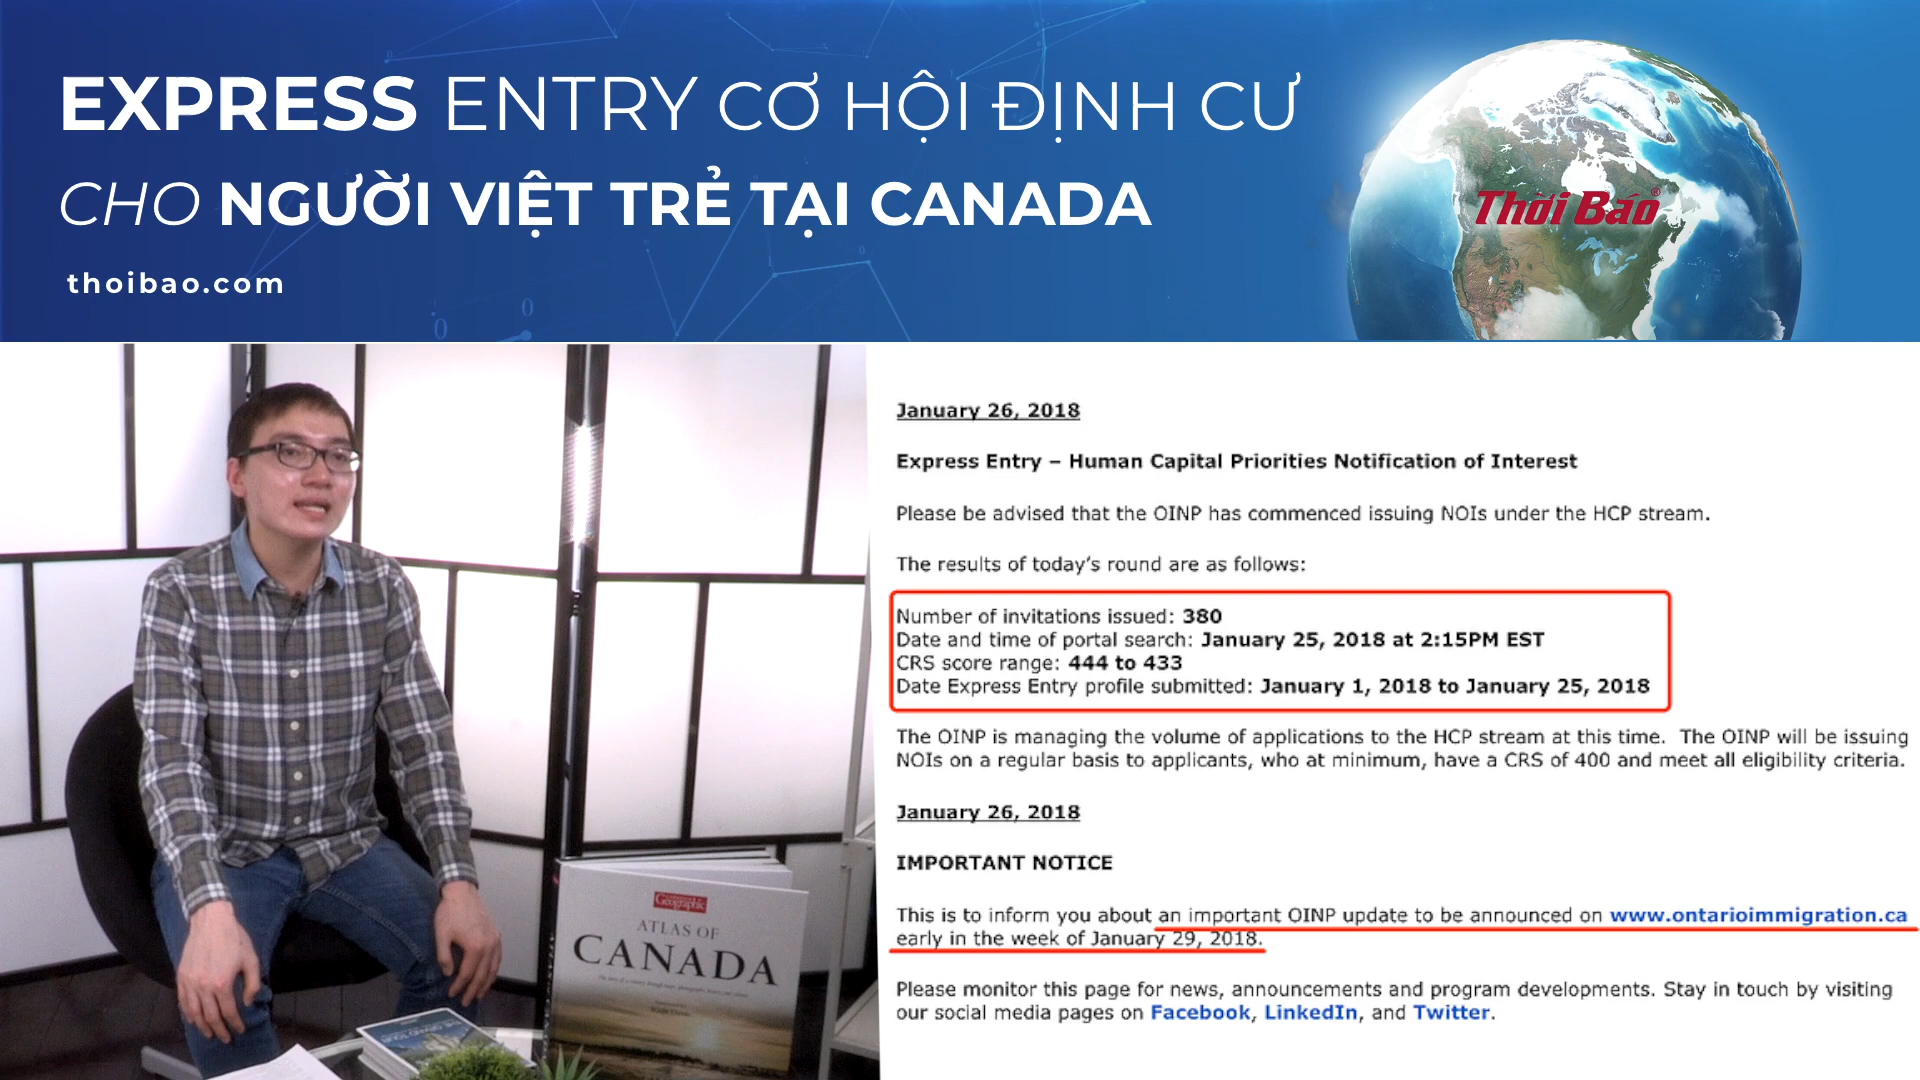 EXPRESS ENTRY CƠ HỘI ĐỊNH CƯ
CHO NGƯỜI VIỆT TRẺ TẠI CANADA
thoibao.com
Thời Báo®
January 26, 2018
Express Entry – Human Capital Priorities Notification of Interest
Please be advised that the OINP has commenced issuing NOIs under the HCP stream.
The results of today's round are as follows:
Number of invitations issued: 380
Date and time of portal search: January 25, 2018 at 2:15PM EST
CRS score range: 444 to 433
Date Express Entry profile submitted: January 1, 2018 to January 25, 2018
The OINP is managing the volume of applications to the HCP stream at this time. The OINP will be issuing
NOIs on a regular basis to applicants, who at minimum, have a CRS of 400 and meet all eligibility criteria.
January 26, 2018
IMPORTANT NOTICE
This is to inform you about an important OINP update to be announced on www.ontarioimmigration.ca
early in the week of January 29, 2018.
Please monitor this page for news, announcements and program developments. Stay in touch by visiting
our social media pages on Facebook, LinkedIn, and Twitter.
Geographic
ATLAS OF
CANADA